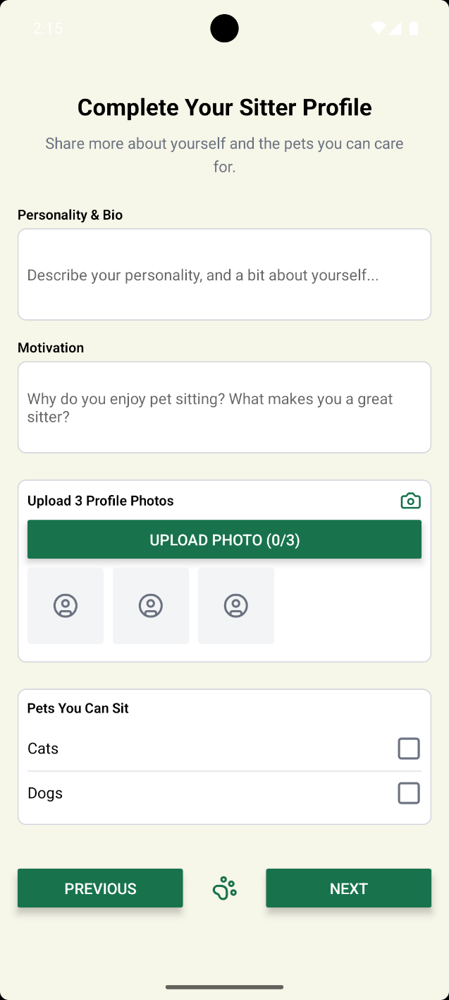 2:15
Complete Your Sitter Profile
Share more about yourself and the pets you can care
for.
Personality & Bio
Describe your personality, and a bit about yourself...
Motivation
Why do you enjoy pet sitting? What makes you a great
sitter?
Upload 3 Profile Photos
UPLOAD PHOTO (0/3)
Pets You Can Sit
Cats
Dogs
PREVIOUS
NEXT